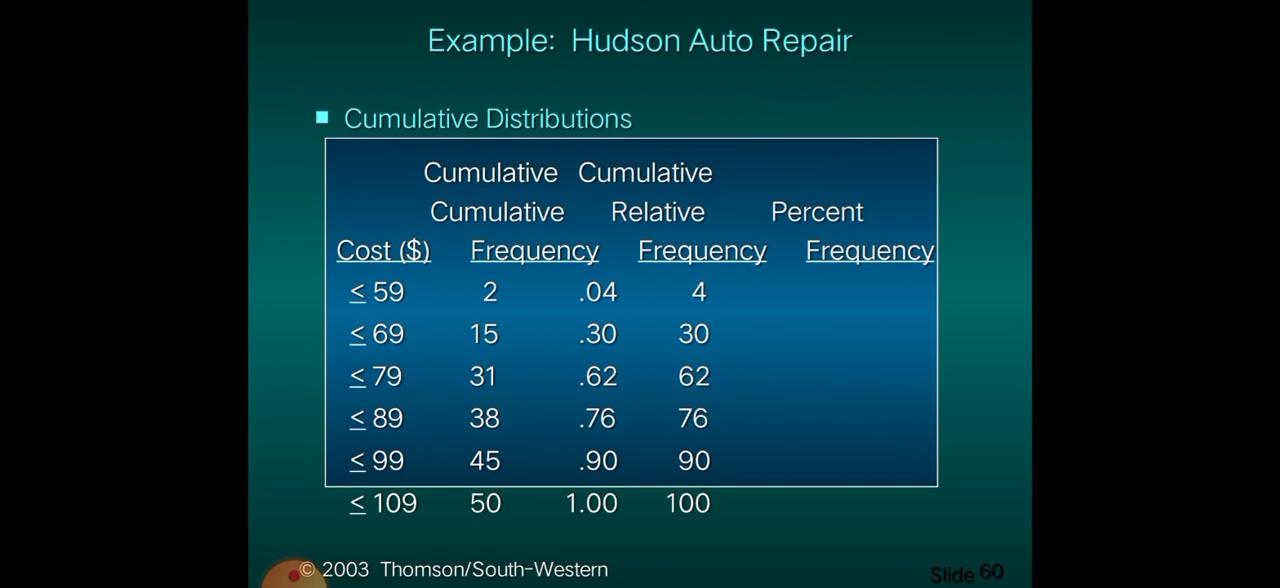 Example: Hudson Auto Repair
Cumulative Distributions
Cumulative Cumulative
Cumulative Relative Percent
Cost ($) Frequency Frequency Frequency
≤ 59 2 .04 4
≤ 69 15 .30 30
≤ 79 31 .62 62
≤ 89 38 .76 76
≤ 99 45 .90 90
≤ 109 50 1.00 100
© 2003 Thomson/South-Western
Slide 60